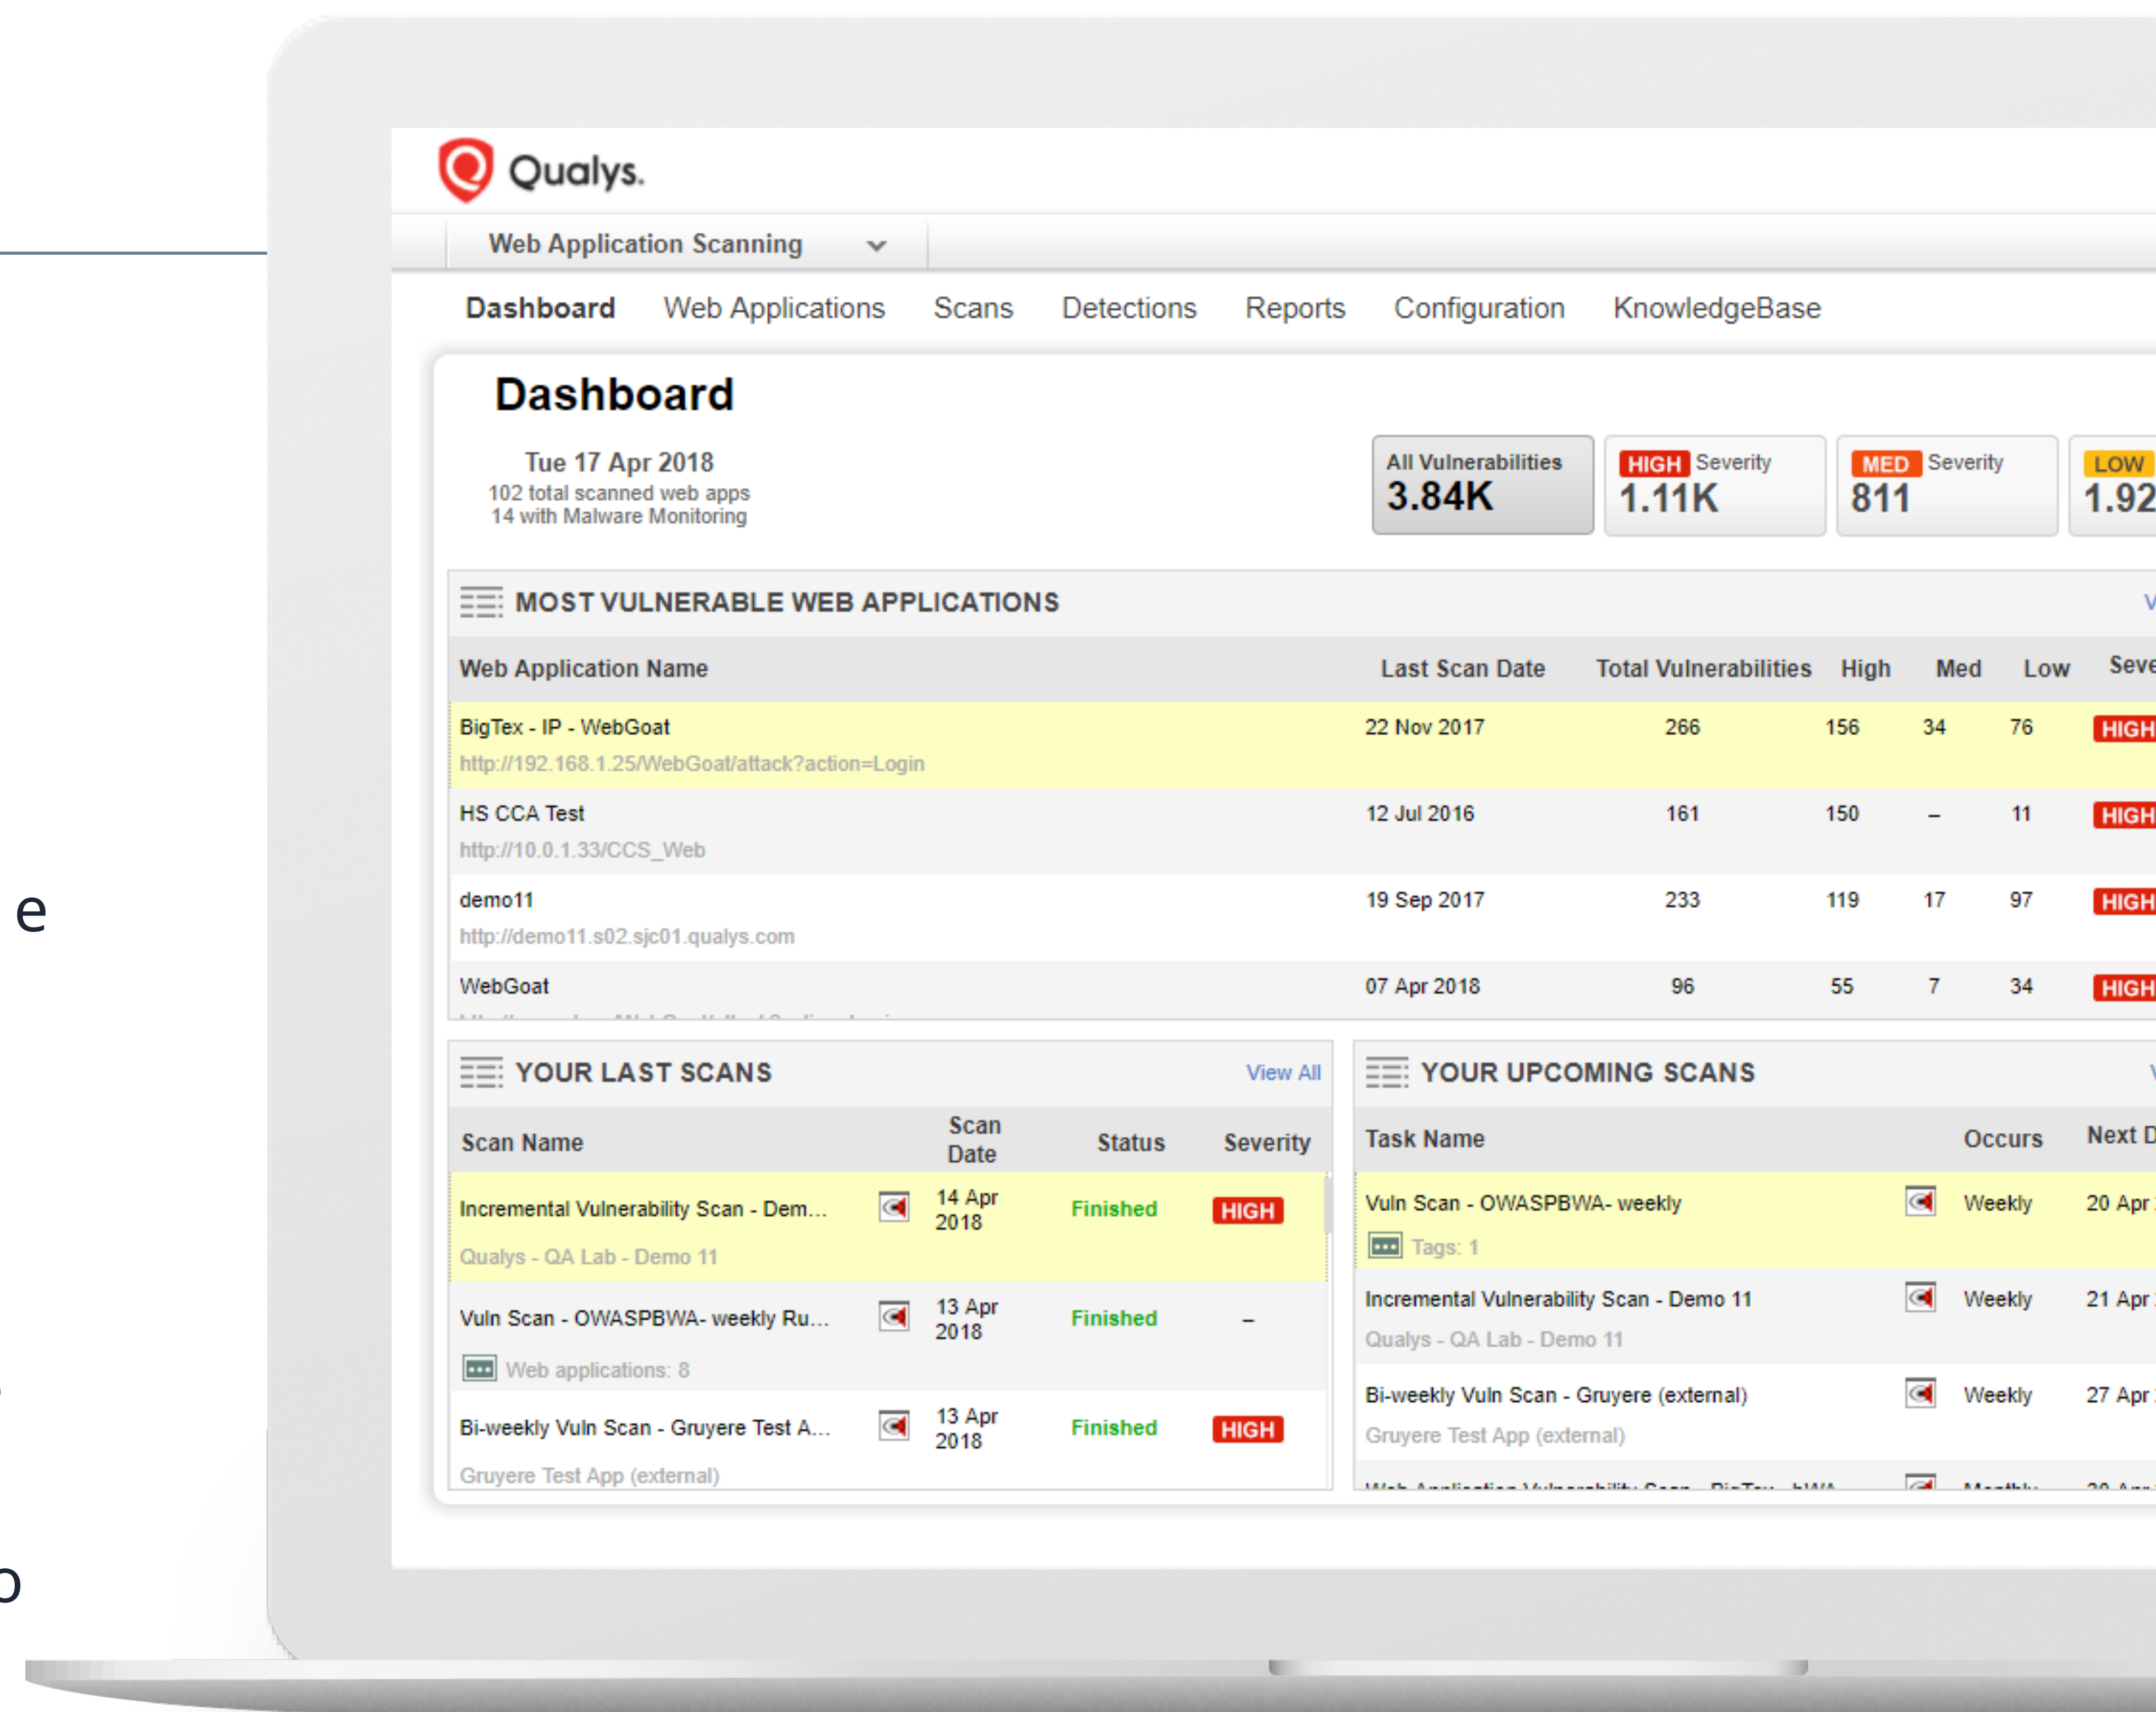 Qualys.
Web Application Scanning
Dashboard Web Applications Scans Detections Reports Configuration KnowledgeBase
Dashboard
Tue 17 Apr 2018
102 total scanned web apps
14 with Malware Monitoring
All Vulnerabilities
3.84K
HIGH Severity
1.11K
MED Severity
811
LOW
1.92
MOST VULNERABLE WEB APPLICATIONS
Web Application Name Last Scan Date Total Vulnerabilities High Med Low
BigTex - IP - WebGoat 22 Nov 2017 266 156 34 76 HIGH
http://192.168.1.25/WebGoat/attack?action=Login
HS CCA Test 12 Jul 2016 161 150 – 11 HIGH
http://10.0.1.33/CCS_Web
demo11 19 Sep 2017 233 119 17 97 HIGH
http://demo11.s02.sjc01.qualys.com
WebGoat 07 Apr 2018 96 55 7 34 HIGH
e
YOUR LAST SCANS View All
Scan Name Scan Date Status Severity
Incremental Vulnerability Scan - Dem... 14 Apr 2018 Finished HIGH
Qualys - QA Lab - Demo 11
Vuln Scan - OWASPBWA- weekly Ru... 13 Apr 2018 Finished –
Web applications: 8
Bi-weekly Vuln Scan - Gruyere Test A... 13 Apr 2018 Finished HIGH
Gruyere Test App (external)
YOUR UPCOMING SCANS
Task Name Occurs Next
Vuln Scan - OWASPBWA- weekly Weekly 20 Apr
Tags: 1
Incremental Vulnerability Scan - Demo 11 Weekly 21 Apr
Qualys - QA Lab - Demo 11
Bi-weekly Vuln Scan - Gruyere (external) Weekly 27 Apr
Gruyere Test App (external)